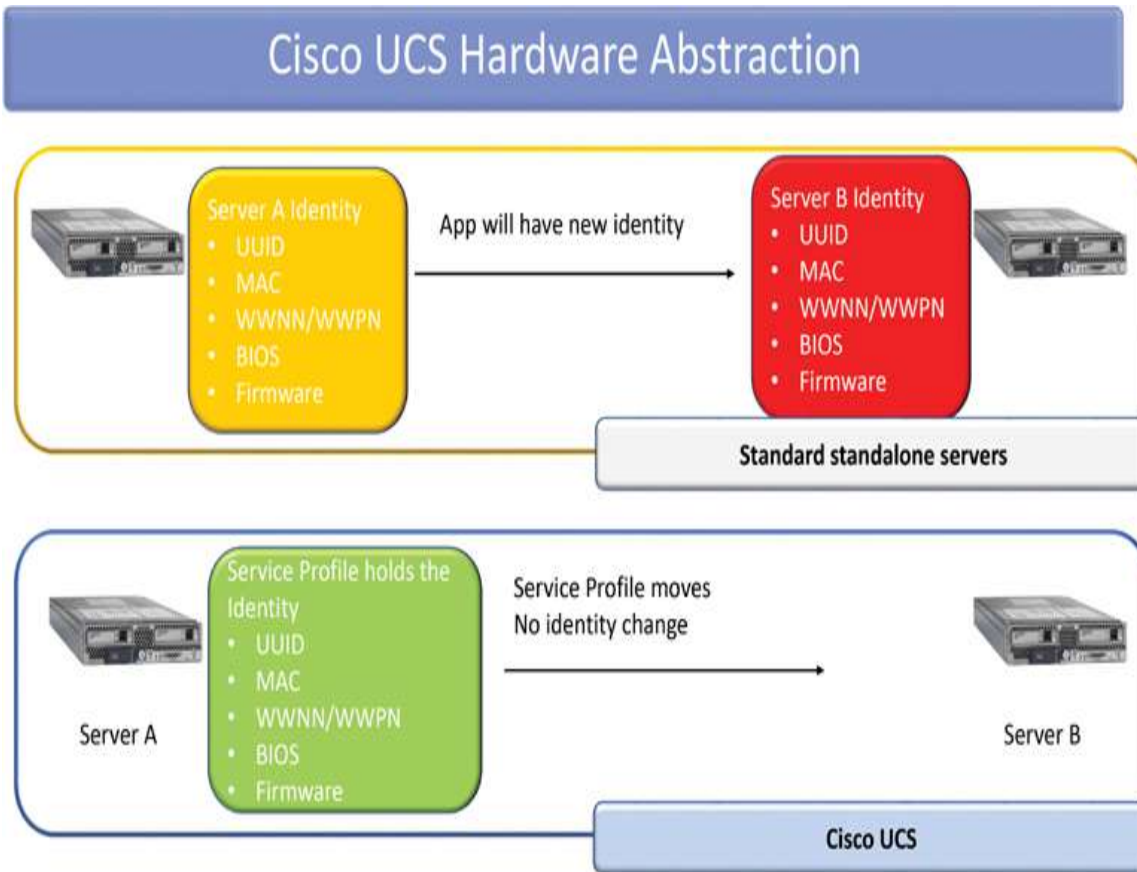 Cisco UCS Hardware Abstraction
Server A Identity
• UUID
• MAC
• WWNN/WWPN
• BIOS
• Firmware
App will have new identity
Server B Identity
• UUID
• MAC
• WWNN/WWPN
• BIOS
• Firmware
Standard standalone servers
Service Profile holds the
Identity
• UUID
• MAC
• WWNN/WWPN
• BIOS
• Firmware
Service Profile moves
No identity change
Server A
Server B
Cisco UCS